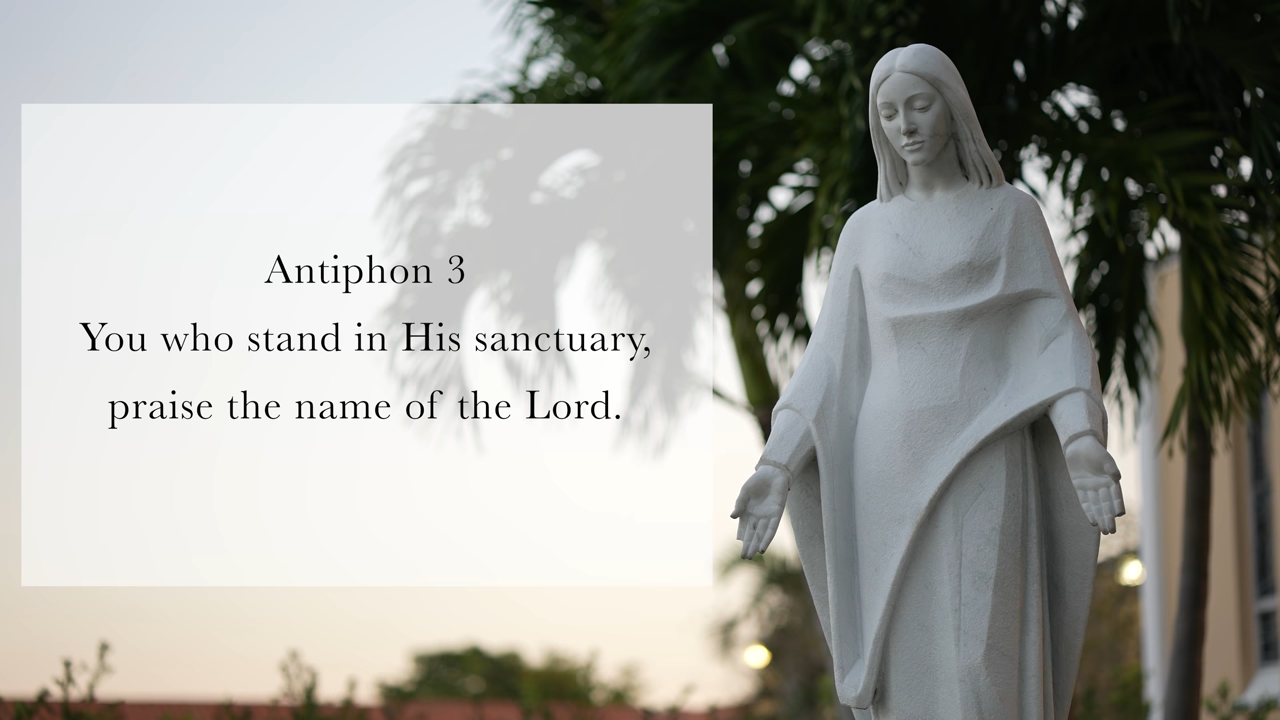 Antiphon 3
You who stand in His sanctuary,
praise the name of the Lord.